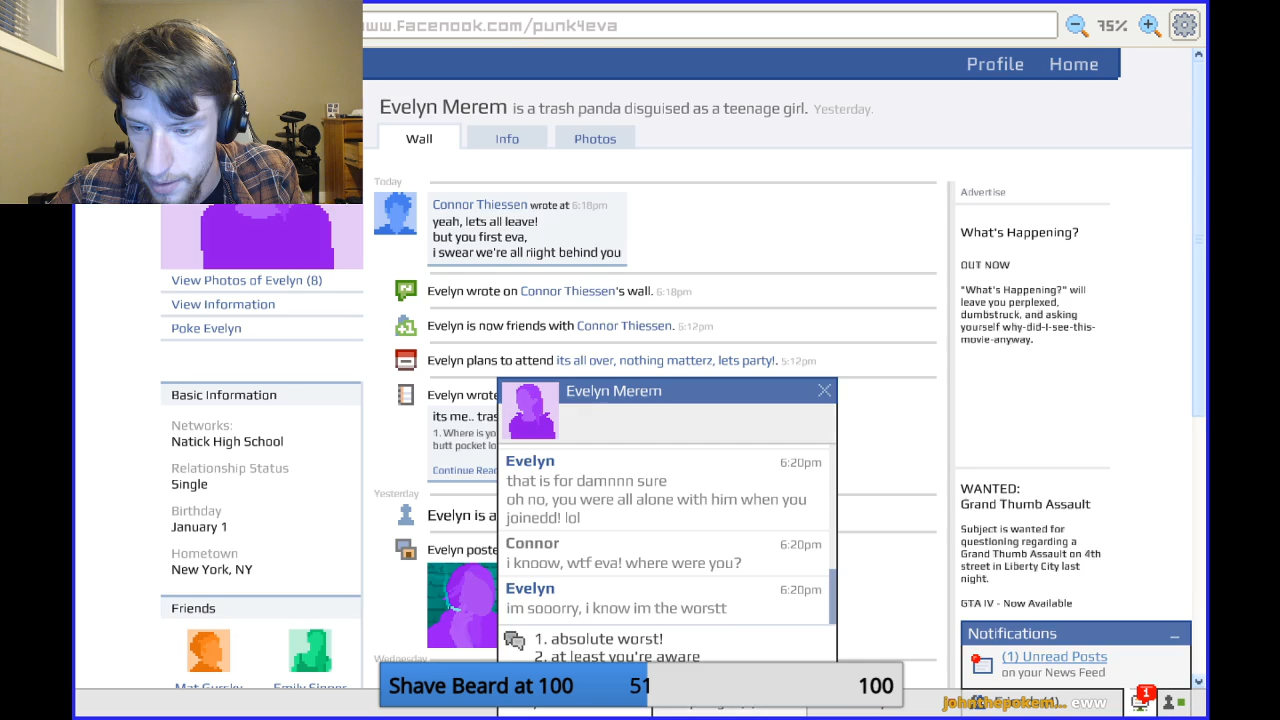 ww.facenook.com/punk4eva
75%
Profile Home
Evelyn Merem is a trash panda disguised as a teenage girl. Yesterday.
Wall Info Photos
Today
Connor Thiessen wrote at 6:18pm
yeah, lets all leave!
but you first eva,
i swear we're all riight behind you
Evelyn wrote on Connor Thiessen's wall. 6:18pm
Evelyn is now friends with Connor Thiessen. 6:12pm
Evelyn plans to attend its all over, nothing matterz, lets party!. 5:12pm
Evelyn wrote
its me.. tras
1. Where is yo
butt pocket lo
Continue Rea
Yesterday
Evelyn is a
Evelyn poste
Wednesday
View Photos of Evelyn (8)
View Information
Poke Evelyn
Basic Information
Networks:
Natick High School
Relationship Status
Single
Birthday
January 1
Hometown
New York, NY
Friends
Mat Gursky
Emily Singer
Evelyn Merem
Evelyn 6:20pm
that is for damnnn sure
oh no, you were all alone with him when you
joinedd! lol
Connor 6:20pm
i knoow, wtf eva! where were you?
Evelyn 6:20pm
im sooorry, i know im the worstt
1. absolute worst!
2. at least you're aware
Advertise
What's Happening?
OUT NOW
"What's Happening?" will
leave you perplexed,
dumbstruck, and asking
yourself why-did-I-see-this-
movie-anyway.
WANTED:
Grand Thumb Assault
Subject is wanted for
questioning regarding a
Grand Thumb Assault on 4th
street in Liberty City last
night.
GTA IV - Now Available
Notifications
(1) Unread Posts
on your News Feed
Shave Beard at 100 51 100
johnthepokem... eww
1